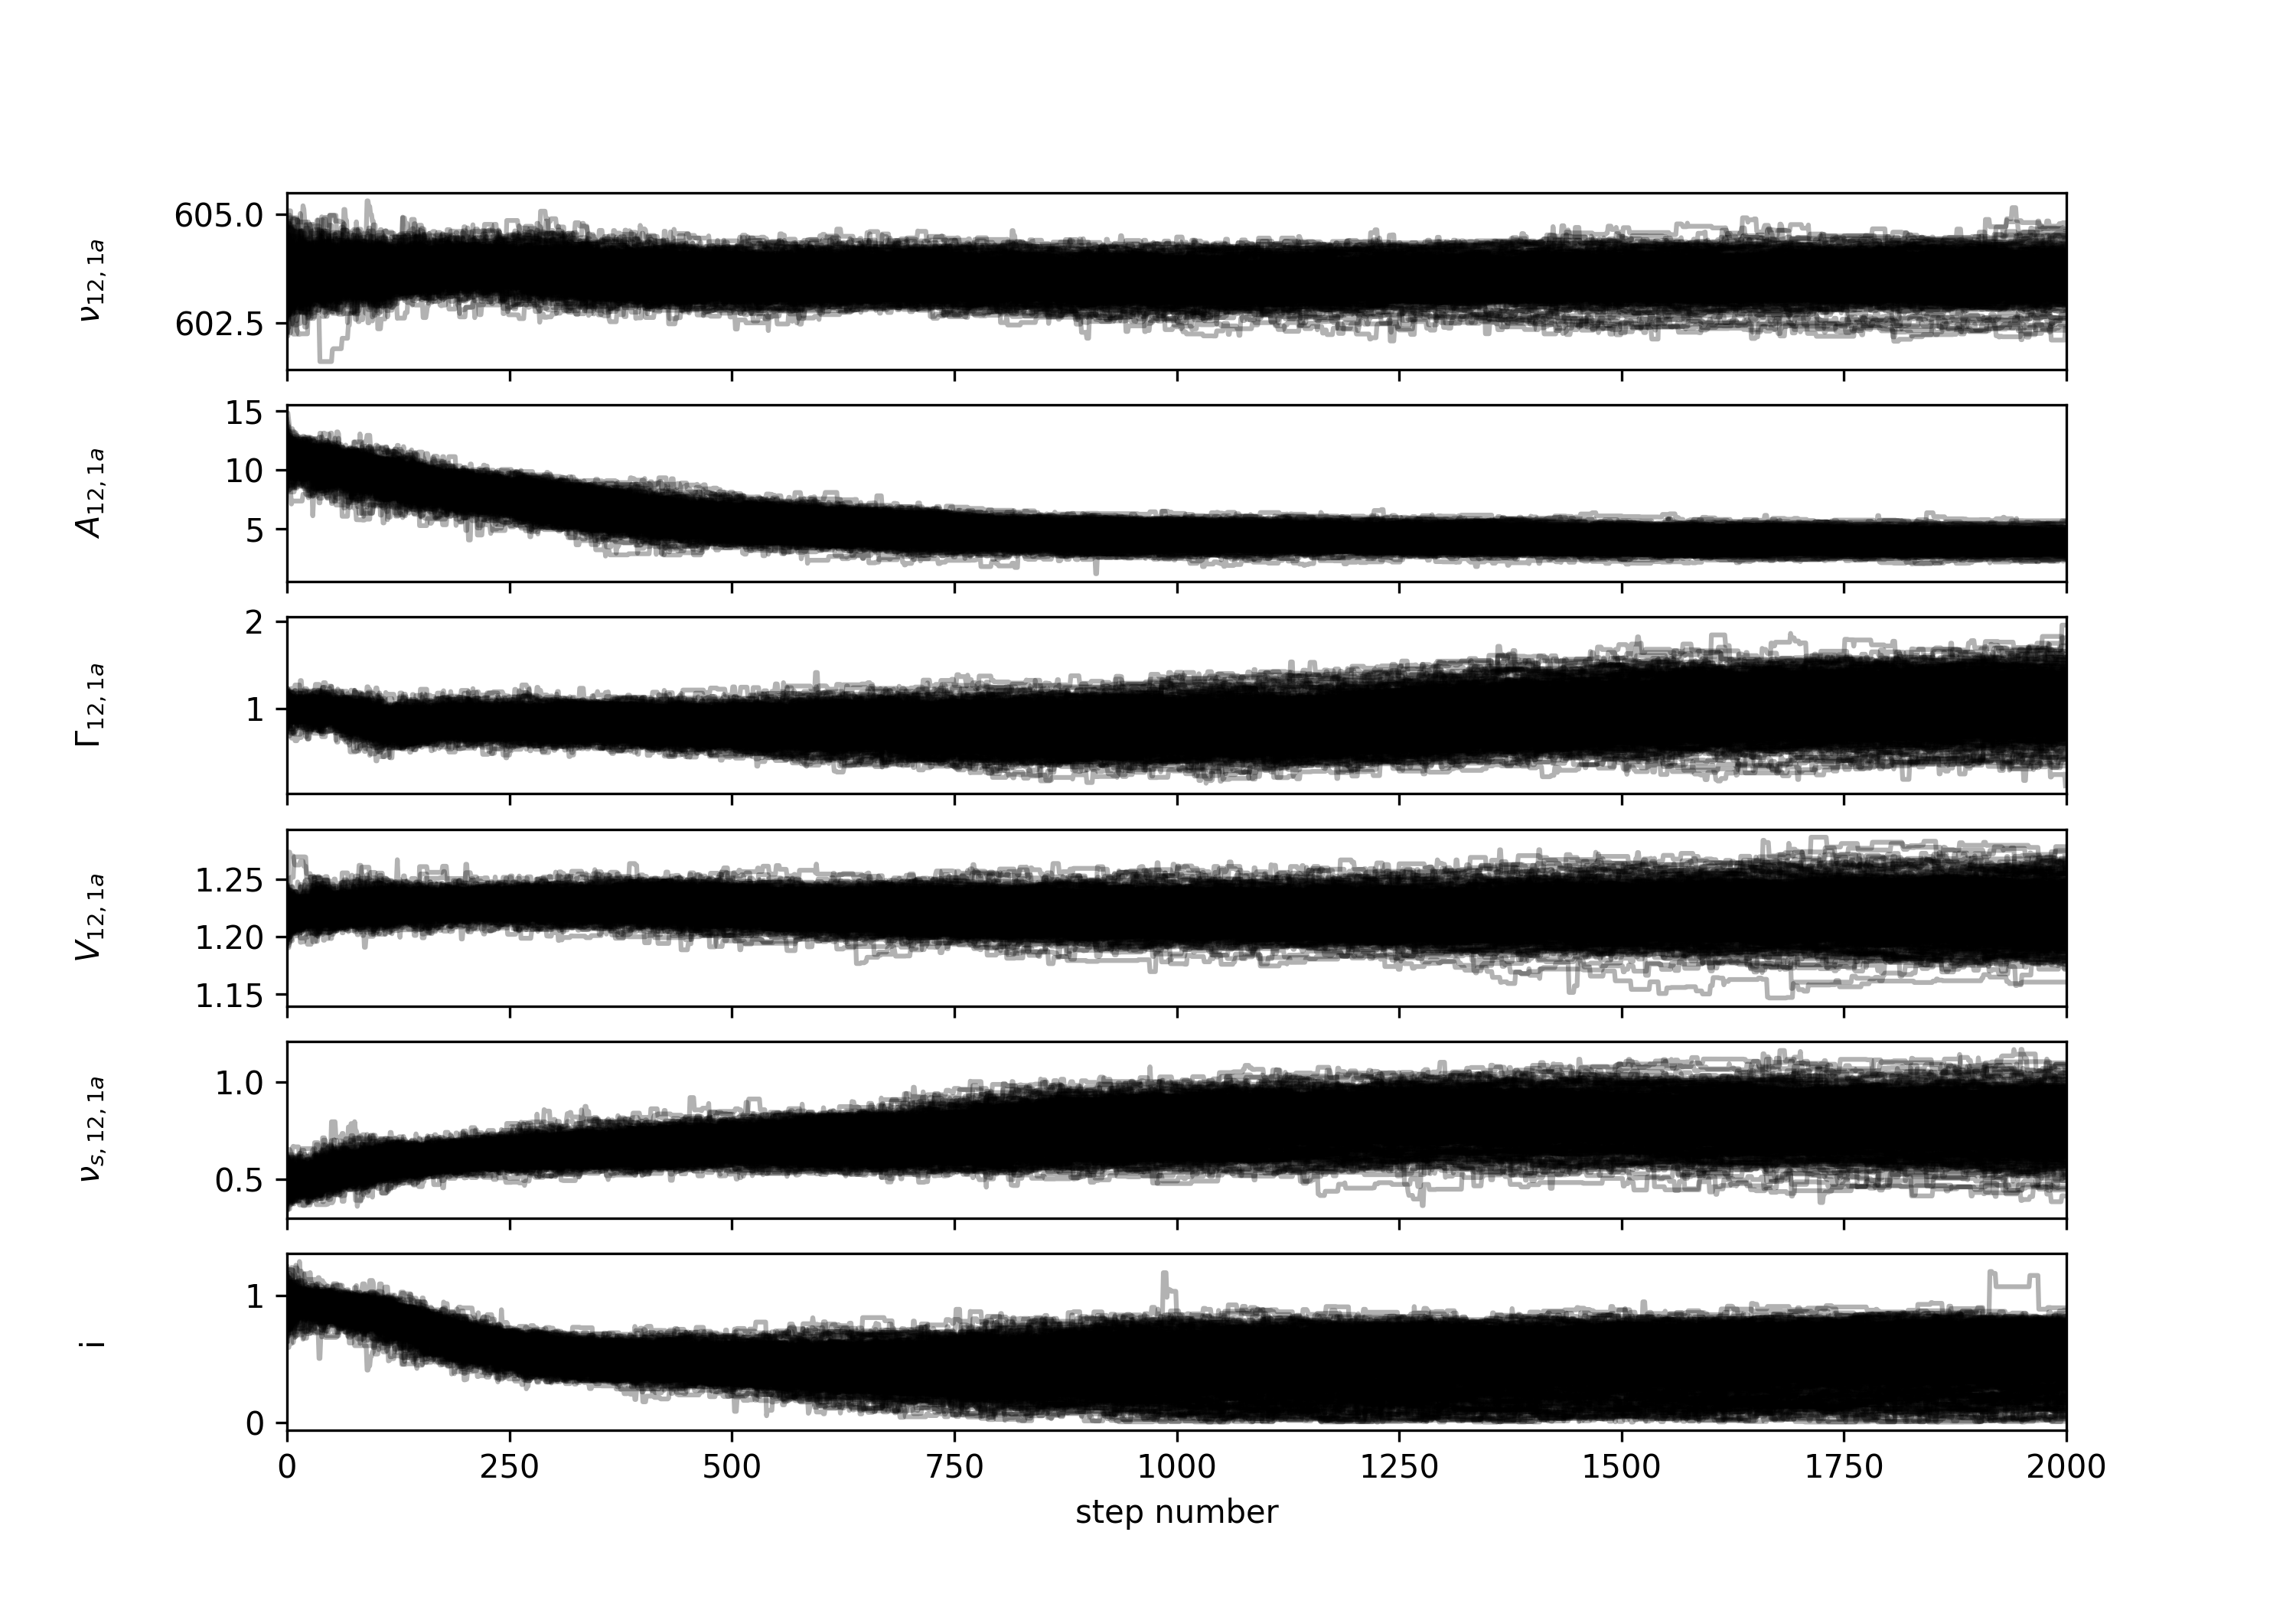 605.0
602.5
ν12, 1a
15
10
5
A12, 1a
2
1
Γ12, 1a
1.25
1.20
1.15
V12, 1a
1.0
0.5
νs, 12, 1a
1
0
i
0 250 500 750 1000 1250 1500 1750 2000
step number